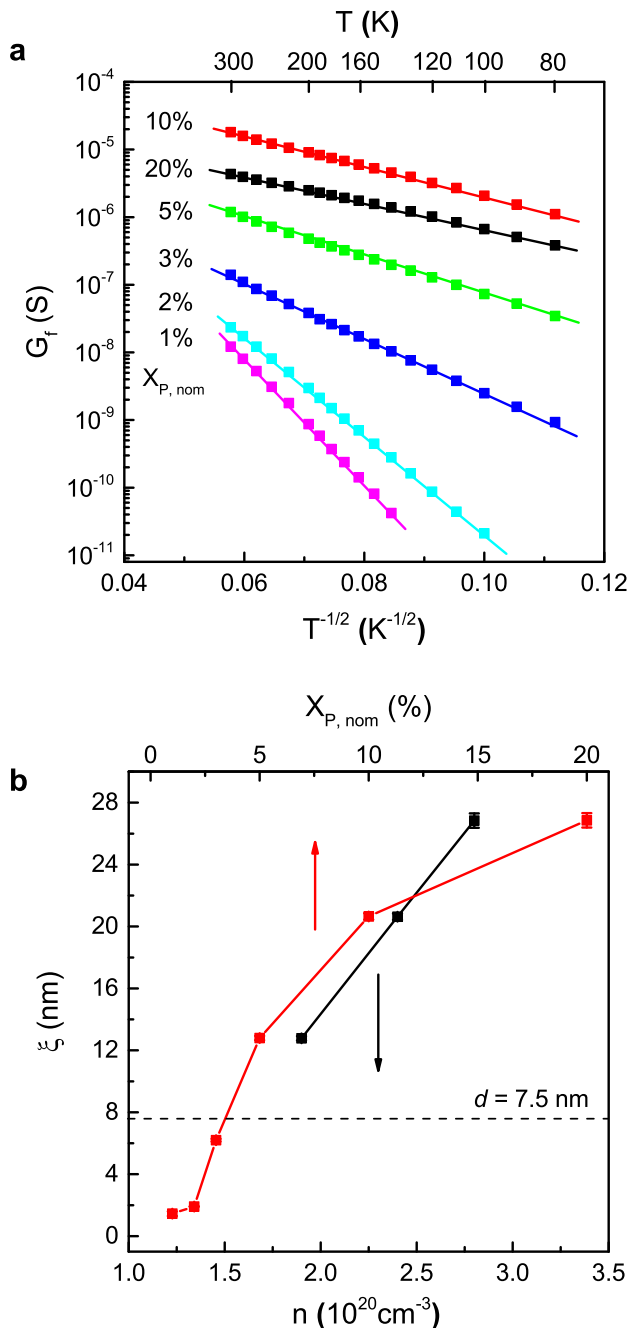 T (K)
a
300 200 160 120 100 80
10⁻⁴
10⁻⁵
10⁻⁶
10⁻⁷
10⁻⁸
10⁻⁹
10⁻¹⁰
10⁻¹¹
G_f (S)
10%
20%
5%
3%
2%
1%
X_P, nom
0.04 0.06 0.08 0.10 0.12
T⁻¹/² (K⁻¹/²)
X_P, nom (%)
0 5 10 15 20
b
28
24
20
16
12
8
4
0
ξ (nm)
d = 7.5 nm
1.0 1.5 2.0 2.5 3.0 3.5
n (10²⁰cm⁻³)